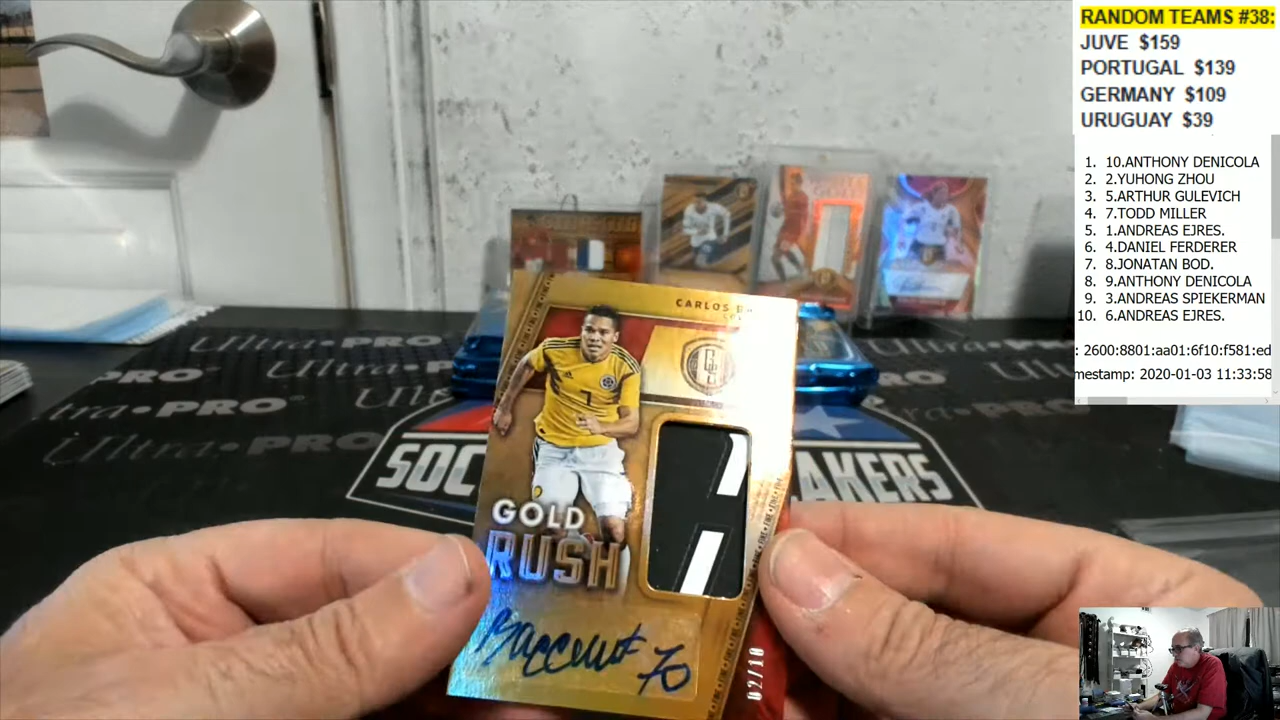 RANDOM TEAMS #38:
JUVE $159
PORTUGAL $139
GERMANY $109
URUGUAY $39
1. 10.ANTHONY DENICOLA
2. 2.YUHONG ZHOU
3. 5.ARTHUR GULEVICH
4. 7.TODD MILLER
5. 1.ANDREAS EJRES.
6. 4.DANIEL FERDERER
7. 8.JONATAN BOD.
8. 9.ANTHONY DENICOLA
9. 3.ANDREAS SPIEKERMAN
10. 6.ANDREAS EJRES.
: 2600:8801:aa01:6f10:f581:ed
mestamp: 2020-01-03 11:33:58
CARLOS
7
GOLD
RUSH
02/10
Ultra PRO
SOC
AKERS